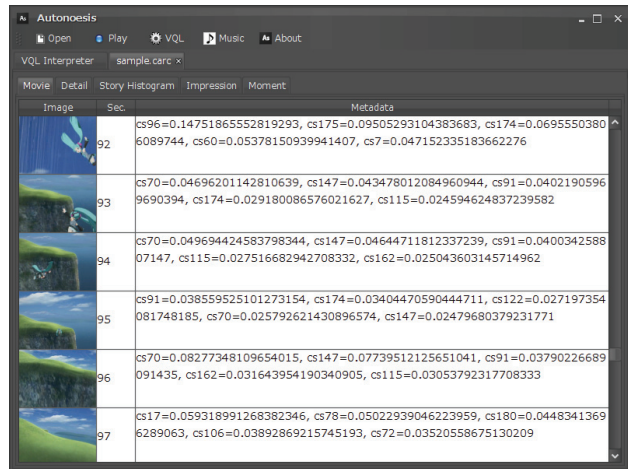 As Autonoesis
Open Play VQL Music As About
VQL Interpreter sample.carc ×
Movie Detail Story Histogram Impression Moment
Image Sec. Metadata
cs96=0.14751865552819293, cs175=0.09505293104383683, cs174=0.0695550380
92 6089744, cs60=0.05378150939941407, cs7=0.047152335183662276
cs70=0.04696201142810639, cs147=0.043478012084960944, cs91=0.0402190596
93 9690394, cs174=0.029180086576021627, cs115=0.024594624837239582
cs70=0.049694424583798344, cs147=0.04644711812337239, cs91=0.0400342588
94 07147, cs115=0.027516682942708332, cs162=0.025043603145714962
cs91=0.038559525101273154, cs174=0.03404470590444711, cs122=0.027197354
95 081748185, cs70=0.025792621430896574, cs147=0.02479680379231771
cs70=0.08277348109654015, cs147=0.07739512125651041, cs91=0.03790226689
96 091435, cs162=0.031643954190340905, cs115=0.03053792317708333
cs17=0.059318991268382346, cs78=0.05022939046223959, cs180=0.0448341369
97 6289063, cs106=0.03892869215745193, cs72=0.03520558675130209